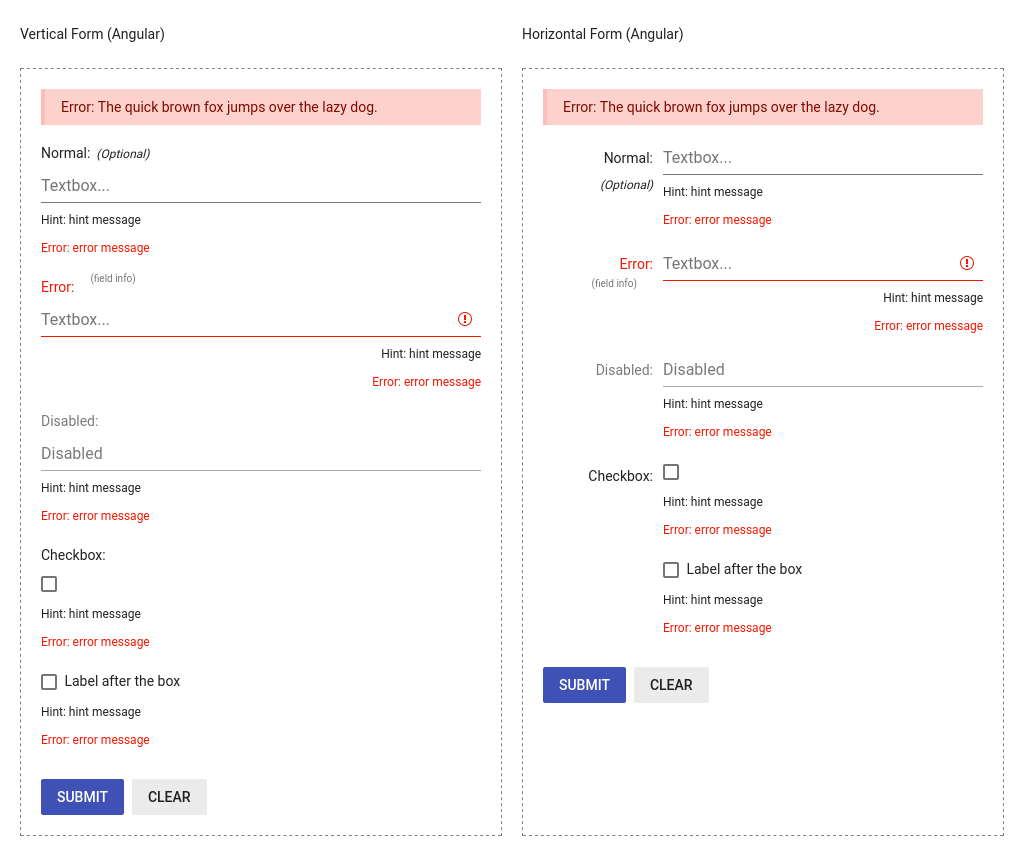 Vertical Form (Angular)
Error: The quick brown fox jumps over the lazy dog.
Normal: (Optional)
Textbox...
Hint: hint message
Error: error message
Error: (field info)
Textbox...
Hint: hint message
Error: error message
Disabled:
Disabled
Hint: hint message
Error: error message
Checkbox:
Hint: hint message
Error: error message
Label after the box
Hint: hint message
Error: error message
SUBMIT CLEAR
Horizontal Form (Angular)
Error: The quick brown fox jumps over the lazy dog.
Normal: Textbox...
(Optional) Hint: hint message
Error: error message
Error: Textbox...
(field info)
Hint: hint message
Error: error message
Disabled: Disabled
Hint: hint message
Error: error message
Checkbox:
Hint: hint message
Error: error message
Label after the box
Hint: hint message
Error: error message
SUBMIT CLEAR